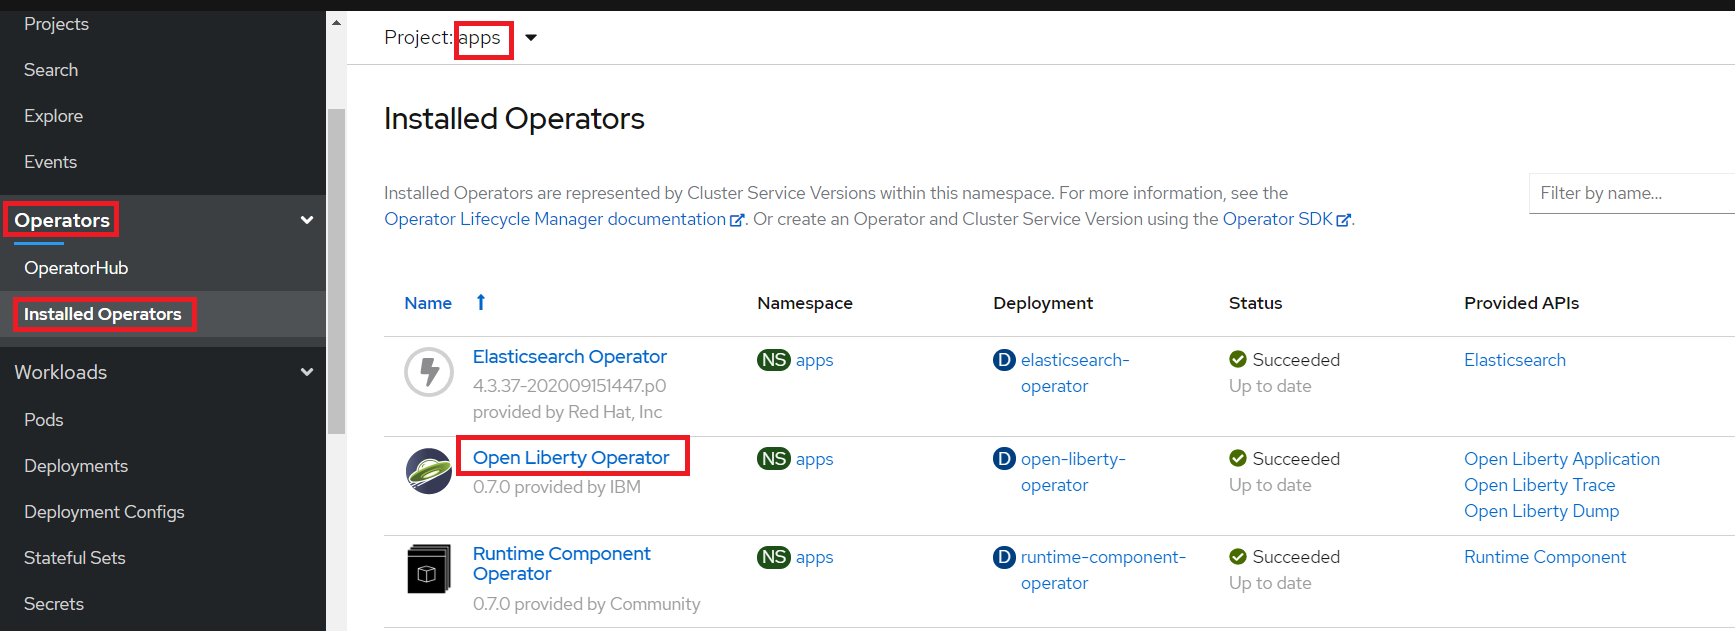 Projects
Search
Explore
Events
Operators
OperatorHub
Installed Operators
Workloads
Pods
Deployments
Deployment Configs
Stateful Sets
Secrets
Project: apps
Installed Operators
Installed Operators are represented by Cluster Service Versions within this namespace. For more information, see the
Operator Lifecycle Manager documentation. Or create an Operator and Cluster Service Version using the Operator SDK.
Filter by name...
Name Namespace Deployment Status Provided APIs
Elasticsearch Operator
4.3.37-202009151447.p0
provided by Red Hat, Inc
NS apps
D elasticsearch-
operator
Succeeded
Up to date
Elasticsearch
Open Liberty Operator
0.7.0 provided by IBM
NS apps
D open-liberty-
operator
Succeeded
Up to date
Open Liberty Application
Open Liberty Trace
Open Liberty Dump
Runtime Component
Operator
0.7.0 provided by Community
NS apps
D runtime-component-
operator
Succeeded
Up to date
Runtime Component